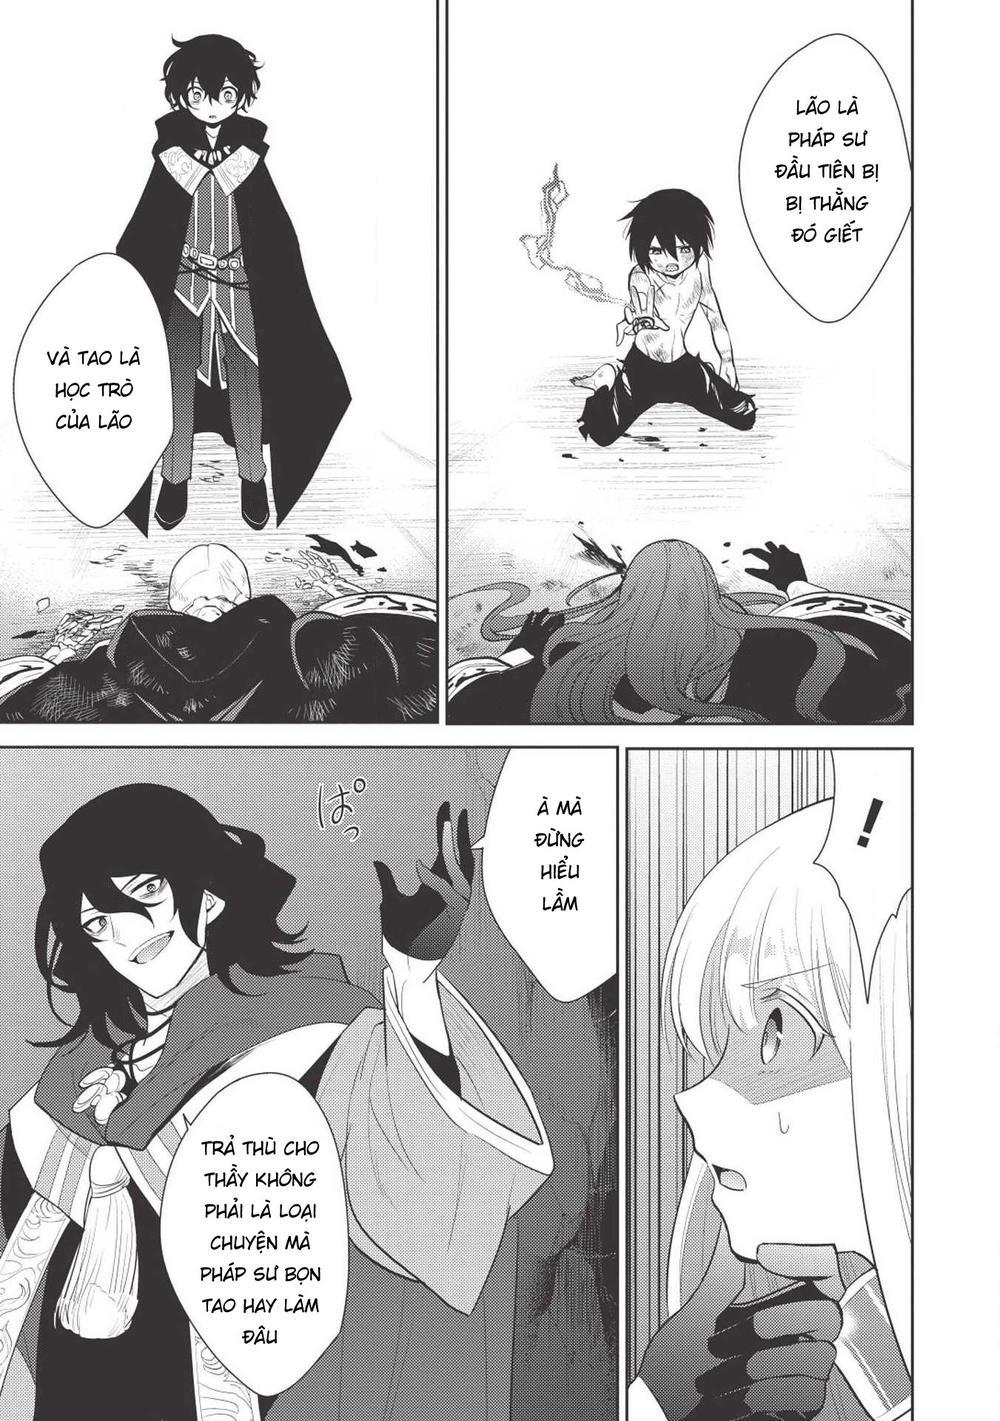 LÃO LÀ
PHÁP SƯ
ĐẦU TIÊN BỊ
BỊ THẰNG
ĐÓ GIẾT
VÀ TAO LÀ
HỌC TRÒ
CỦA LÃO
!
À MÀ
ĐỪNG
HIỂU
LẦM
ぱっ
TRẢ THÙ CHO
THẦY KHÔNG
PHẢI LÀ LOẠI
CHUYỆN MÀ
PHÁP SƯ BỌN
TAO HAY LÀM
ĐÂU